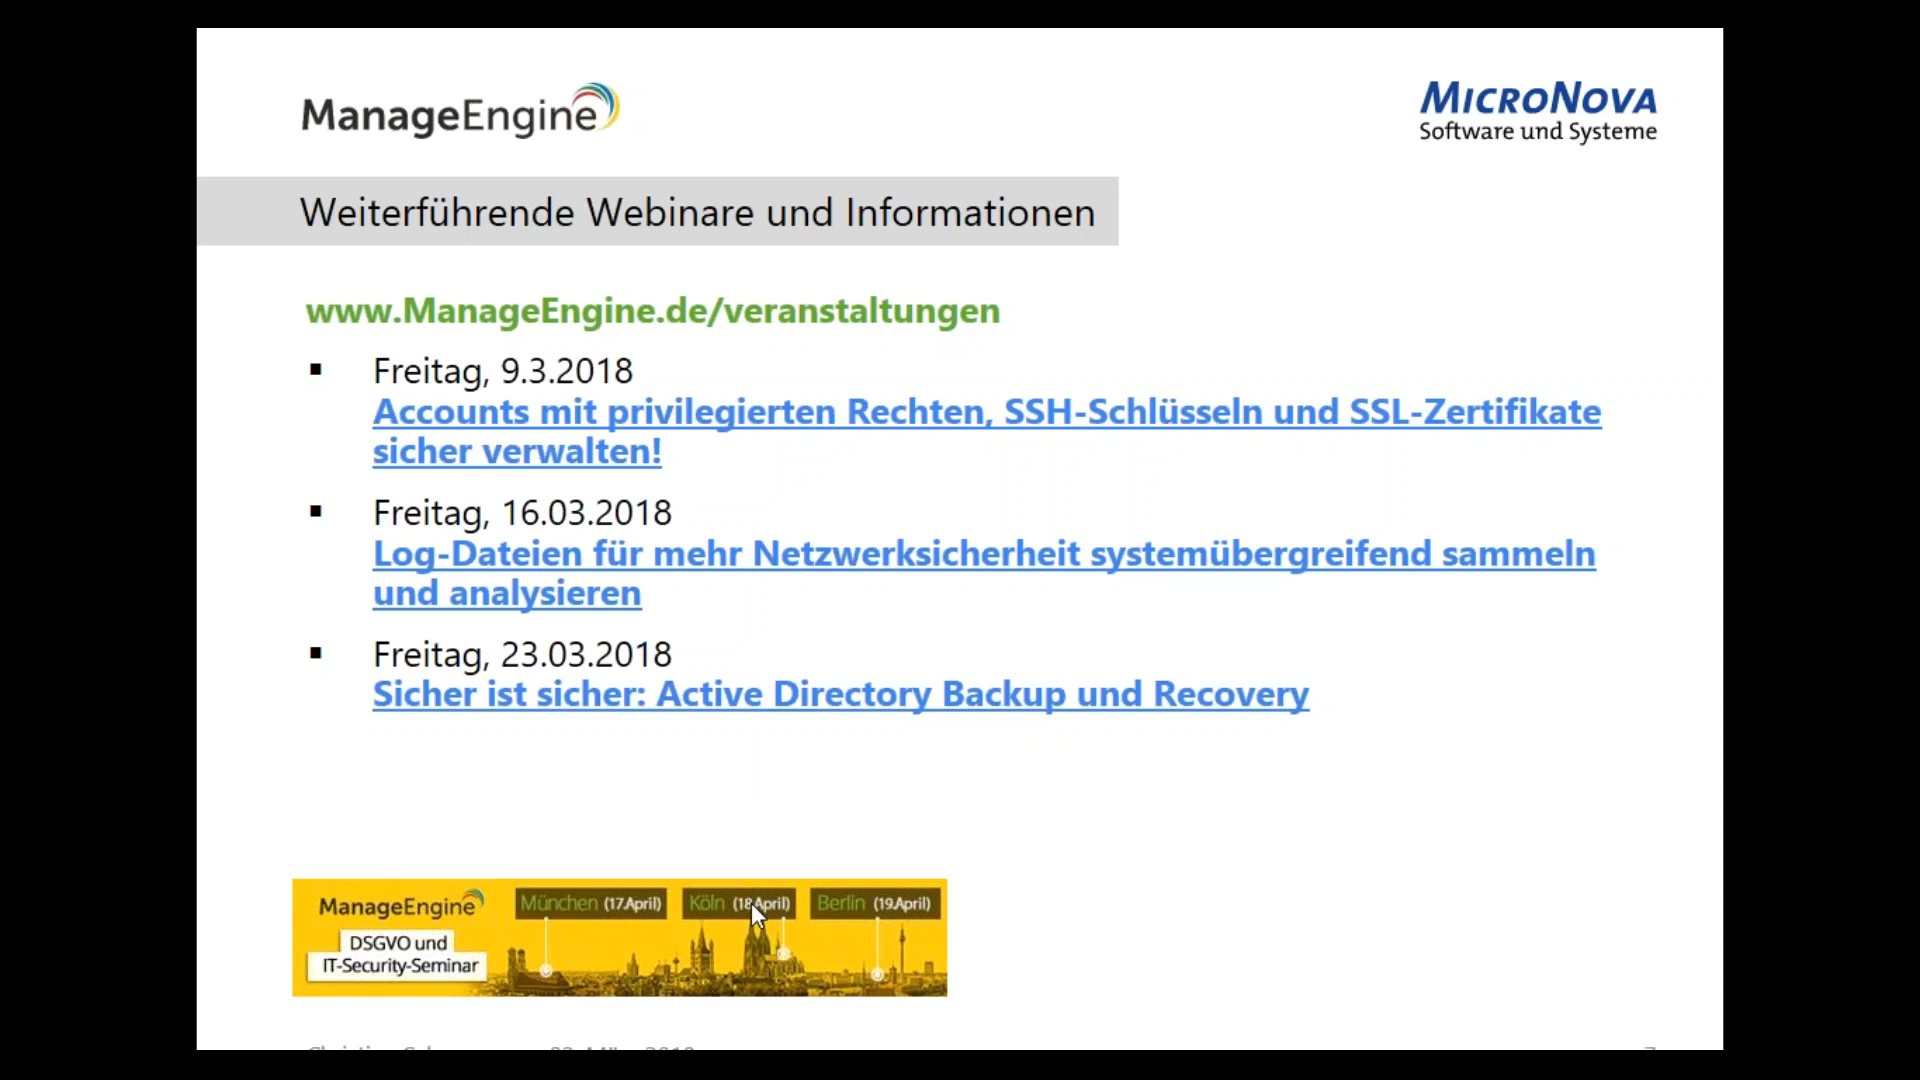 ManageEngine
MICRONOVA
Software und Systeme
Weiterführende Webinare und Informationen
www.ManageEngine.de/veranstaltungen
▪ Freitag, 9.3.2018
Accounts mit privilegierten Rechten, SSH-Schlüsseln und SSL-Zertifikate
sicher verwalten!
▪ Freitag, 16.03.2018
Log-Dateien für mehr Netzwerksicherheit systemübergreifend sammeln
und analysieren
▪ Freitag, 23.03.2018
Sicher ist sicher: Active Directory Backup und Recovery
ManageEngine
DSGVO und
IT-Security-Seminar
München (17.April)
Köln (18.April)
Berlin (19.April)